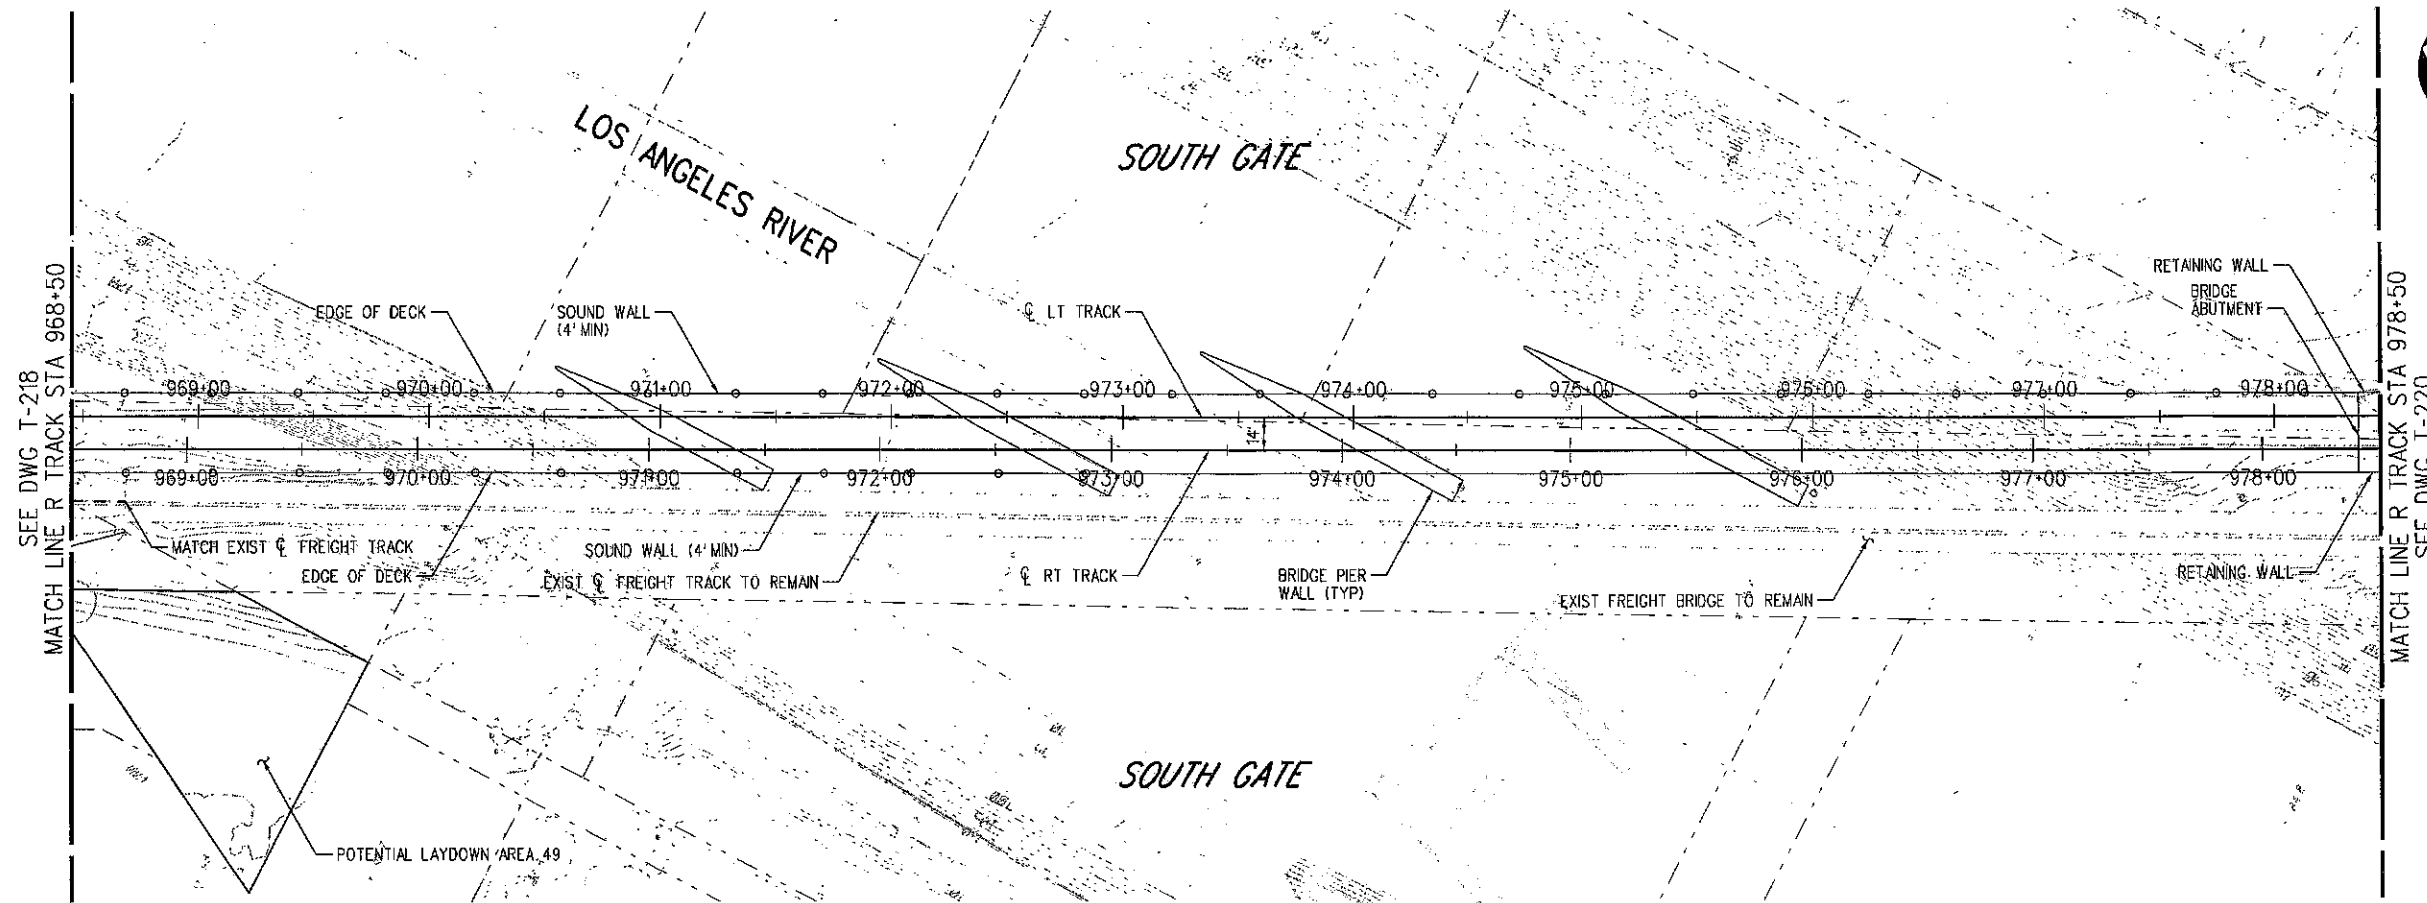 LOS ANGELES RIVER
SOUTH GATE
SEE DWG T-218
MATCH LINE R TRACK STA 968+50
EDGE OF DECK
SOUND WALL
(4' MIN)
℄ LT TRACK
RETAINING WALL
BRIDGE
ABUTMENT
969+00 970+00 971+00 972+00 973+00 974+00 975+00 976+00 977+00 978+00
14'
969+00 970+00 971+00 972+00 973+00 974+00 975+00 976+00 977+00 978+00
MATCH EXIST ℄ FREIGHT TRACK
EDGE OF DECK
SOUND WALL (4' MIN)
EXIST ℄ FREIGHT TRACK TO REMAIN
℄ RT TRACK
BRIDGE PIER
WALL (TYP)
EXIST FREIGHT BRIDGE TO REMAIN
RETAINING WALL
MATCH LINE R TRACK STA 978+50
SEE DWG T-220
SOUTH GATE
POTENTIAL LAYDOWN AREA 49